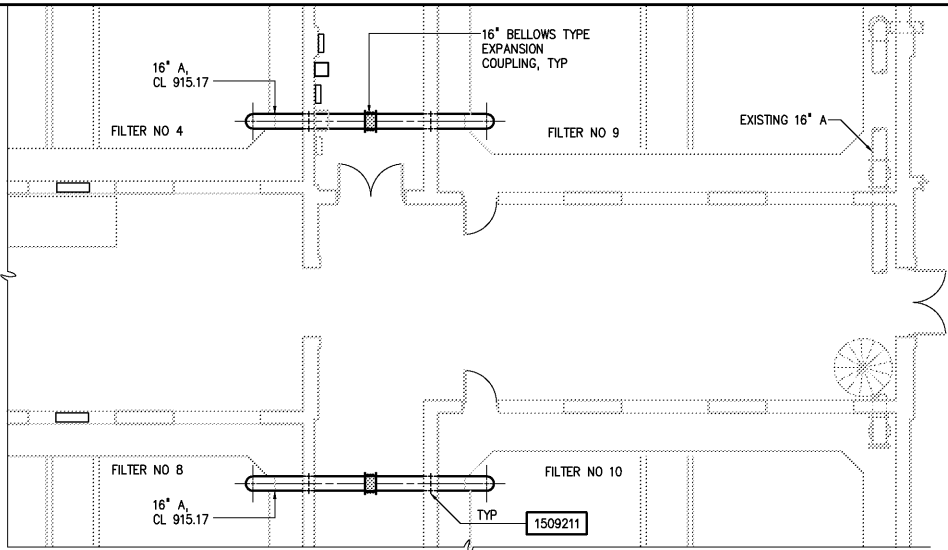 16" BELLOWS TYPE
EXPANSION
COUPLING, TYP
16" A,
CL 915.17
EXISTING 16" A
FILTER NO 4
FILTER NO 9
FILTER NO 8
FILTER NO 10
16" A,
CL 915.17
TYP
1509211